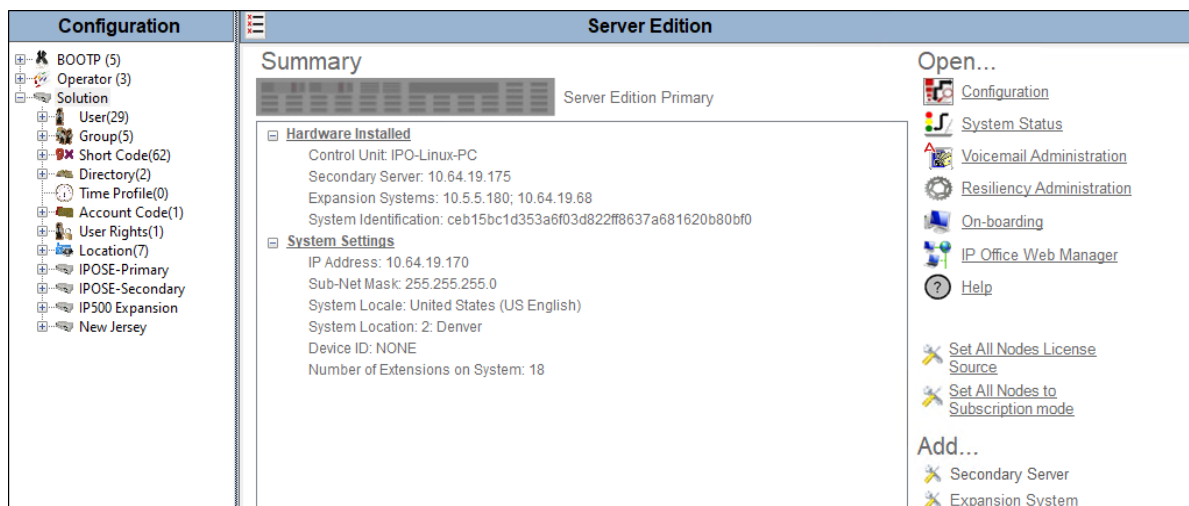 Configuration
BOOTP (5)
Operator (3)
Solution
User(29)
Group(5)
Short Code(62)
Directory(2)
Time Profile(0)
Account Code(1)
User Rights(1)
Location(7)
IPOSE-Primary
IPOSE-Secondary
IP500 Expansion
New Jersey
Server Edition
Summary
Server Edition Primary
Hardware Installed
Control Unit: IPO-Linux-PC
Secondary Server: 10.64.19.175
Expansion Systems: 10.5.5.180; 10.64.19.68
System Identification: ceb15bc1d353a6f03d822ff8637a681620b80bf0
System Settings
IP Address: 10.64.19.170
Sub-Net Mask: 255.255.255.0
System Locale: United States (US English)
System Location: 2: Denver
Device ID: NONE
Number of Extensions on System: 18
Open...
Configuration
System Status
Voicemail Administration
Resiliency Administration
On-boarding
IP Office Web Manager
Help
Set All Nodes License
Source
Set All Nodes to
Subscription mode
Add...
Secondary Server
Expansion System